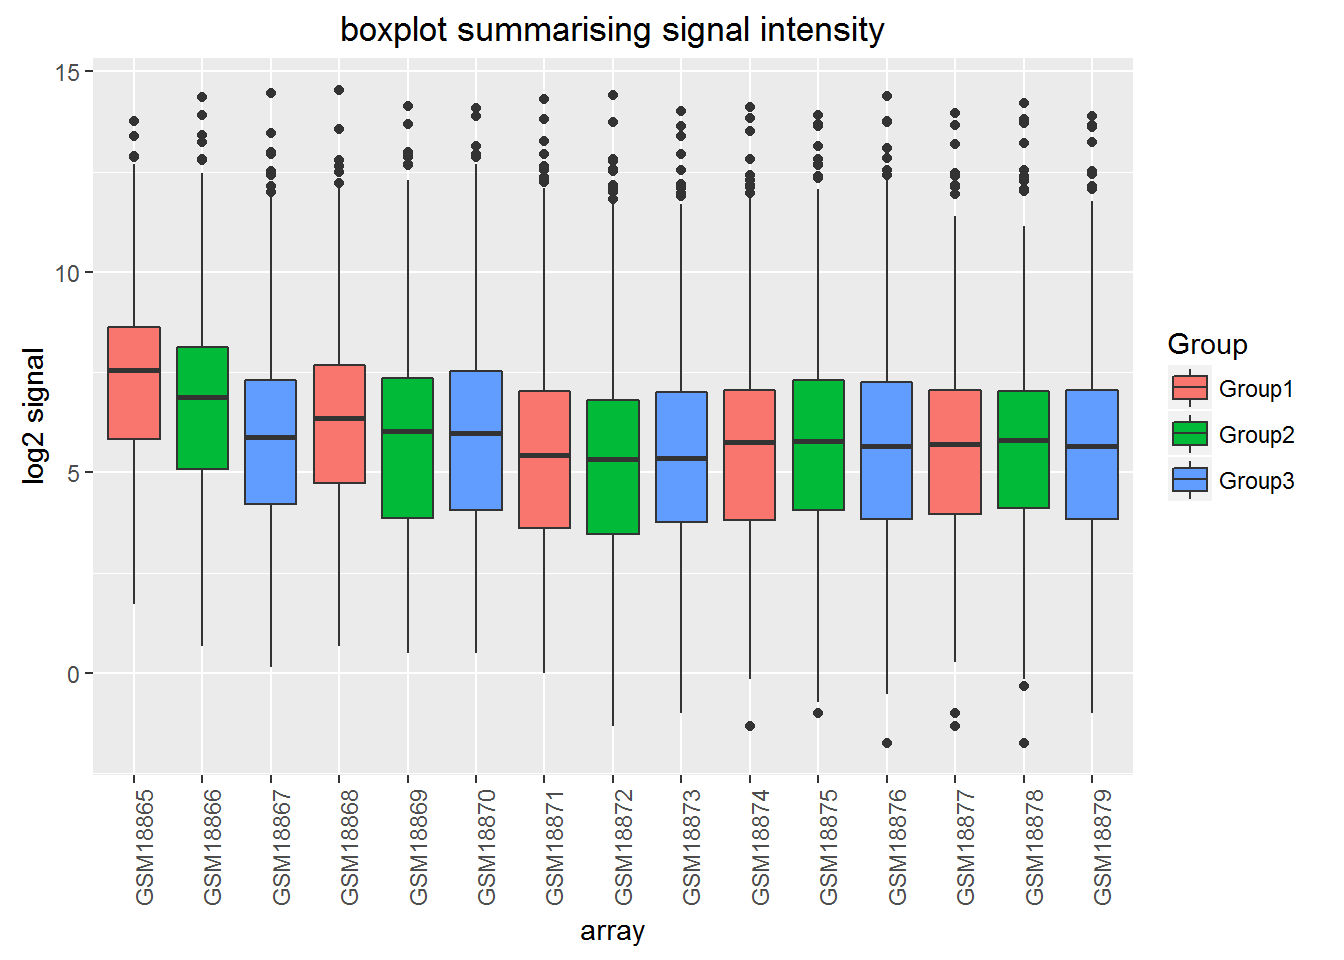 boxplot summarising signal intensity
15
10
5
0
log2 signal
GSM18865
GSM18866
GSM18867
GSM18868
GSM18869
GSM18870
GSM18871
GSM18872
GSM18873
GSM18874
GSM18875
GSM18876
GSM18877
GSM18878
GSM18879
array
Group
Group1
Group2
Group3